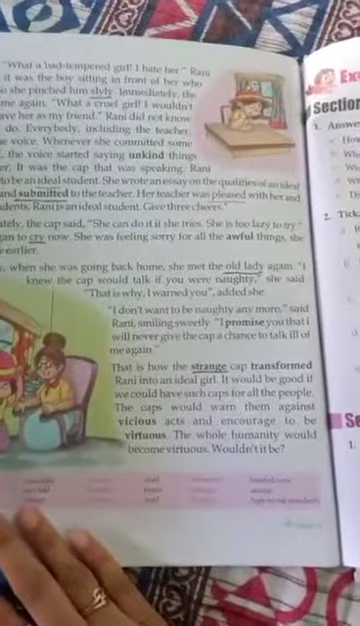 "What a bad-tempered girl! I hate her." Rani
it was the boy sitting in front of her who
so she pinched him slyly. Immediately, the
me again, "What a cruel girl! I wouldn't
ave her as my friend." Rani did not know
do. Everybody, including the teacher,
e voice. Whenever she committed some
, the voice started saying unkind things
er. It was the cap that was speaking. Rani
to be an ideal student. She wrote an essay on the qualities of an ideal
and submitted to the teacher. Her teacher was pleased with her and
udents, Rani is an ideal student. Give three cheers."
ately, the cap said, "She can do it if she tries. She is too lazy to try."
gan to cry now. She was feeling sorry for all the awful things, she
earlier.
, when she was going back home, she met the old lady again. "I
knew the cap would talk if you were naughty," she said
"That is why, I warned you", added she.
"I don't want to be naughty any more," said
Rani, smiling sweetly. "I promise you that I
will never give the cap a chance to talk ill of
me again."
That is how the strange cap transformed
Rani into an ideal girl. It would be good if
we could have such caps for all the people.
The caps would warn them against
vicious acts and encourage to be
virtuous. The whole humanity would
become virtuous. Wouldn't it be?
Ex
Section
1. Answe
How
Wh
2. Tick
Se
1.